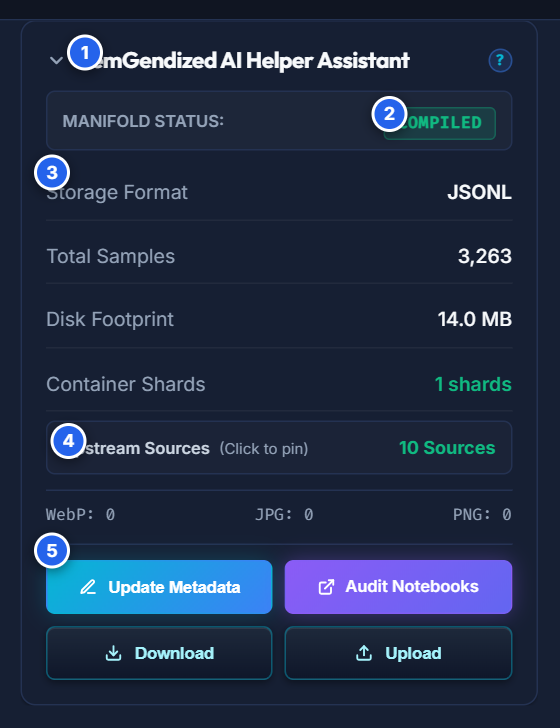 1 emGendized AI Helper Assistant ?
MANIFOLD STATUS: 2 COMPILED
3
Storage Format JSONL
Total Samples 3,263
Disk Footprint 14.0 MB
Container Shards 1 shards
4 stream Sources (Click to pin) 10 Sources
WebP: 0 JPG: 0 PNG: 0
5
Update Metadata Audit Notebooks
Download Upload